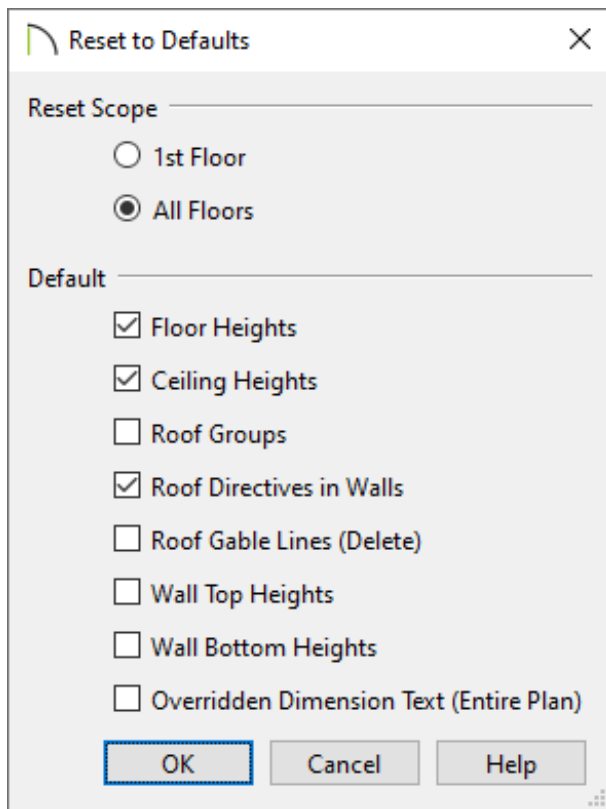 Reset to Defaults
Reset Scope
1st Floor
All Floors
Default
Floor Heights
Ceiling Heights
Roof Groups
Roof Directives in Walls
Roof Gable Lines (Delete)
Wall Top Heights
Wall Bottom Heights
Overridden Dimension Text (Entire Plan)
OK Cancel Help